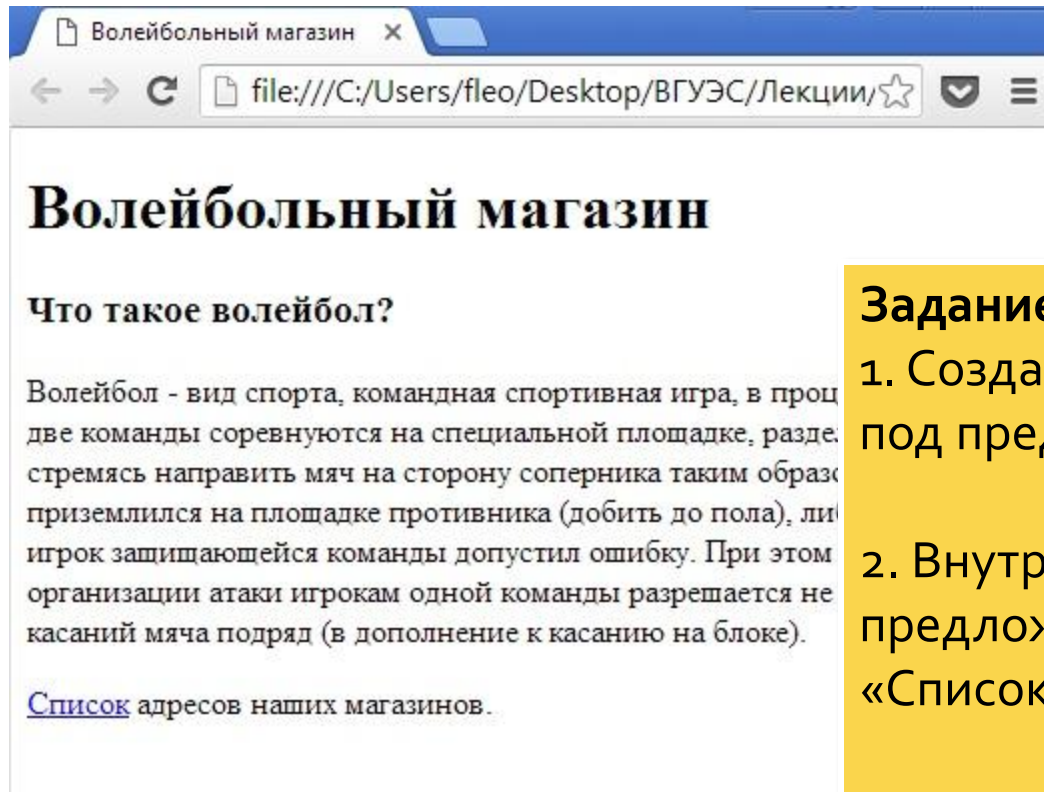 Волейбольный магазин
file:///C:/Users/fleo/Desktop/ВГУЭС/Лекции/
Волейбольный магазин
Что такое волейбол?
Волейбол - вид спорта, командная спортивная игра, в проц
две команды соревнуются на специальной площадке, разде
стремясь направить мяч на сторону соперника таким образ
приземлился на площадке противника (добить до пола), ли
игрок защищающейся команды допустил ошибку. При этом
организации атаки игрокам одной команды разрешается не
касаний мяча подряд (в дополнение к касанию на блоке).
Список адресов наших магазинов.
Задание
1. Созда
под пред
2. Внутр
предлож
«Список